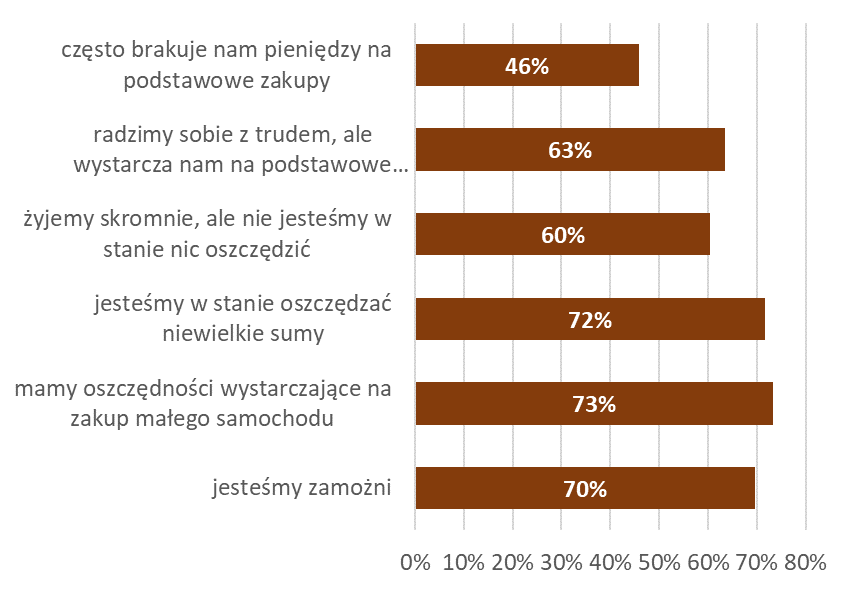 często brakuje nam pieniędzy na
podstawowe zakupy
46%
radzimy sobie z trudem, ale
wystarcza nam na podstawowe...
63%
żyjemy skromnie, ale nie jesteśmy w
stanie nic oszczędzić
60%
jesteśmy w stanie oszczędzać
niewielkie sumy
72%
mamy oszczędności wystarczające na
zakup małego samochodu
73%
jesteśmy zamożni
70%
0% 10% 20% 30% 40% 50% 60% 70% 80%